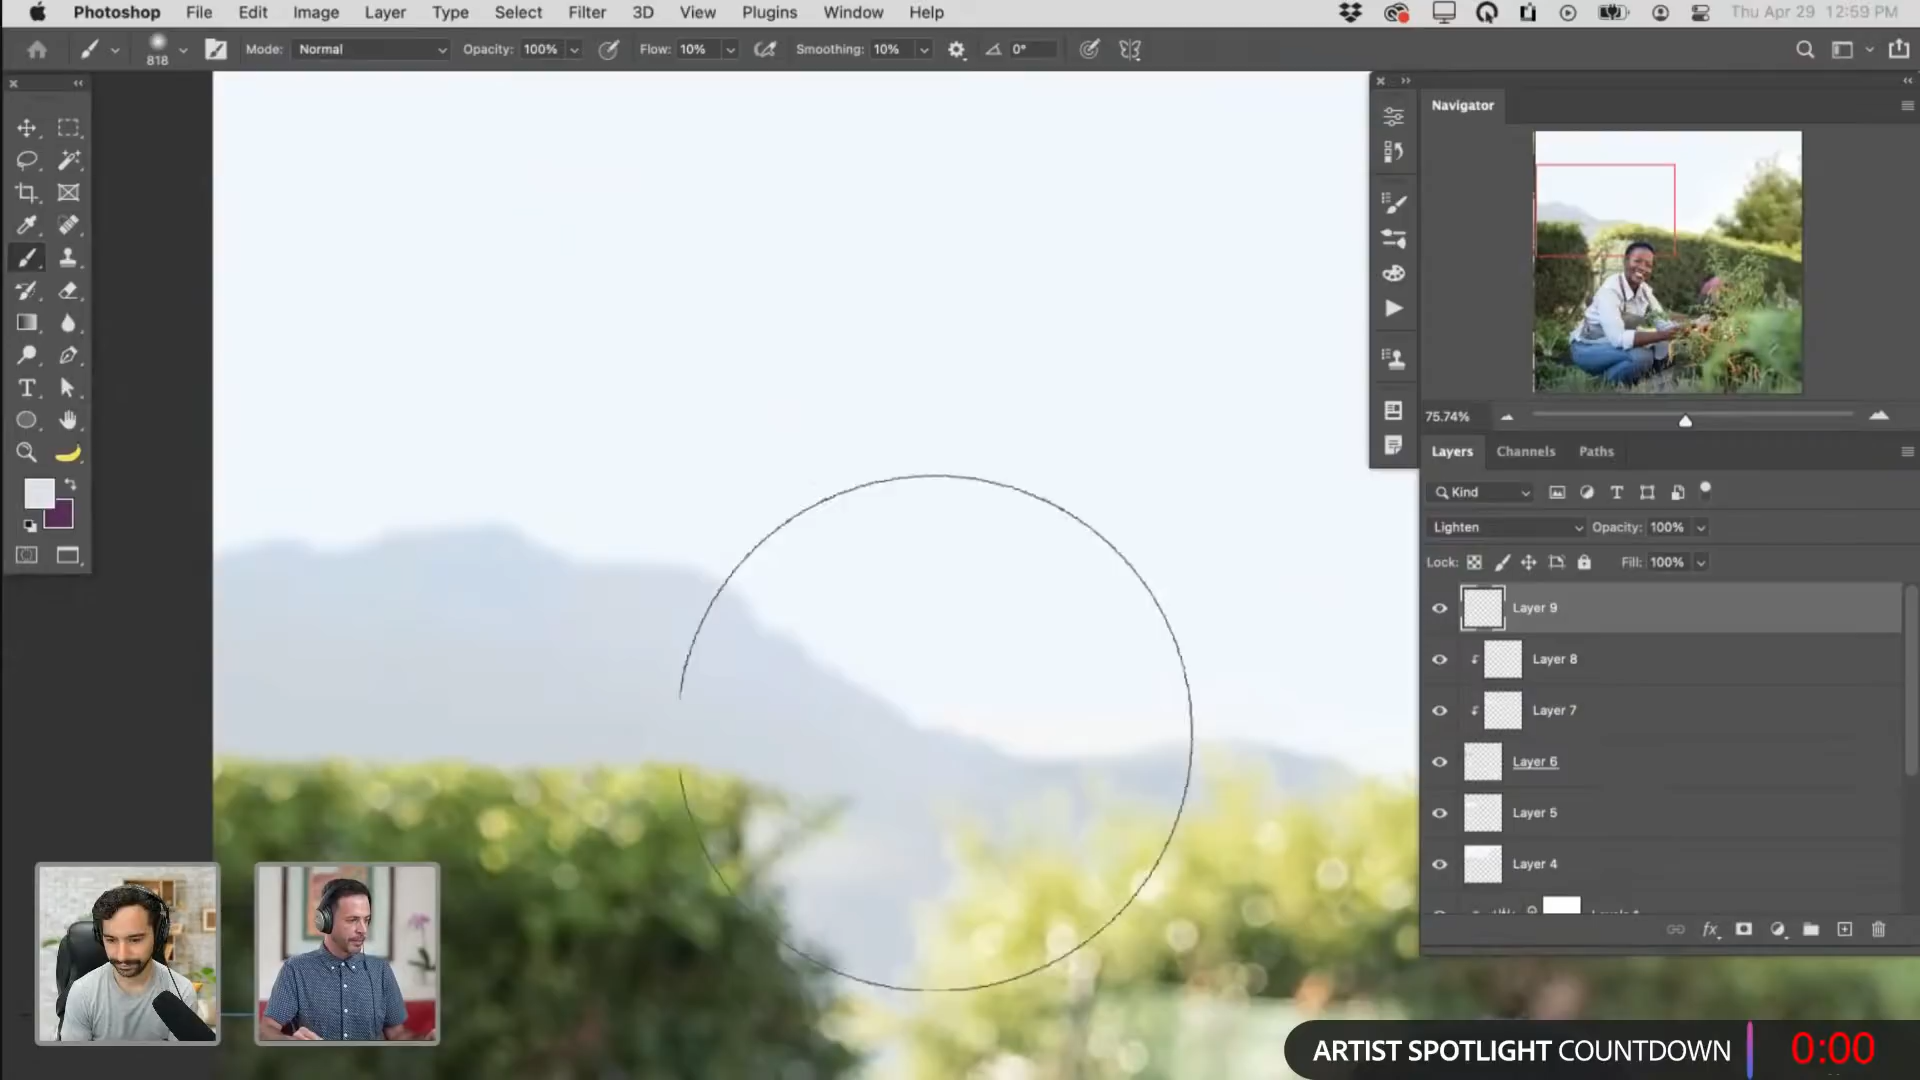 Photoshop File Edit Image Layer Type Select Filter 3D View Plugins Window Help Thu Apr 29 12:59 PM
818 Mode: Normal Opacity: 100% Flow: 10% Smoothing: 10% 0°
Navigator
75.74%
Layers Channels Paths
Kind
Lighten Opacity: 100%
Lock: Fill: 100%
Layer 9
Layer 8
Layer 7
Layer 6
Layer 5
Layer 4
ARTIST SPOTLIGHT COUNTDOWN 0:00